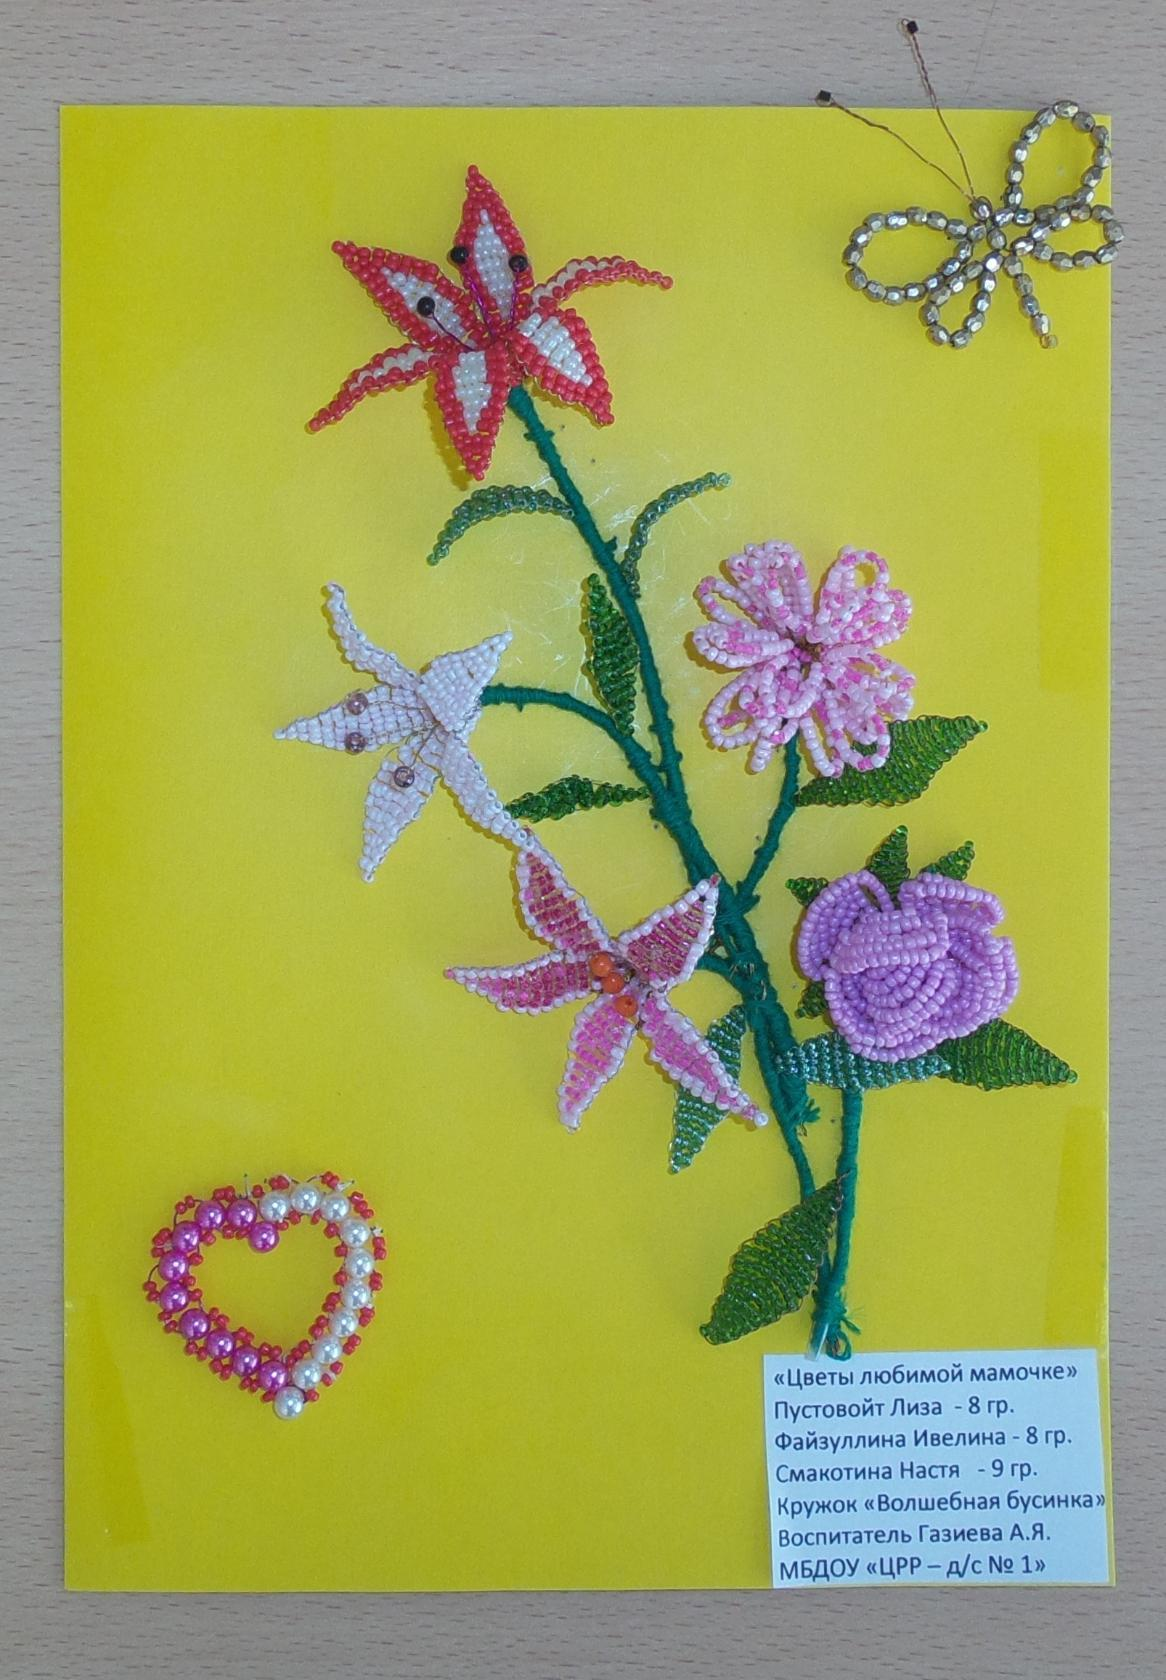 «Цветы любимой мамочке»
Пустовойт Лиза - 8 гр.
Файзуллина Ивелина - 8 гр.
Смакотина Настя - 9 гр.
Кружок «Волшебная бусинка»
Воспитатель Газиева А.Я.
МБДОУ «ЦРР – д/с № 1»